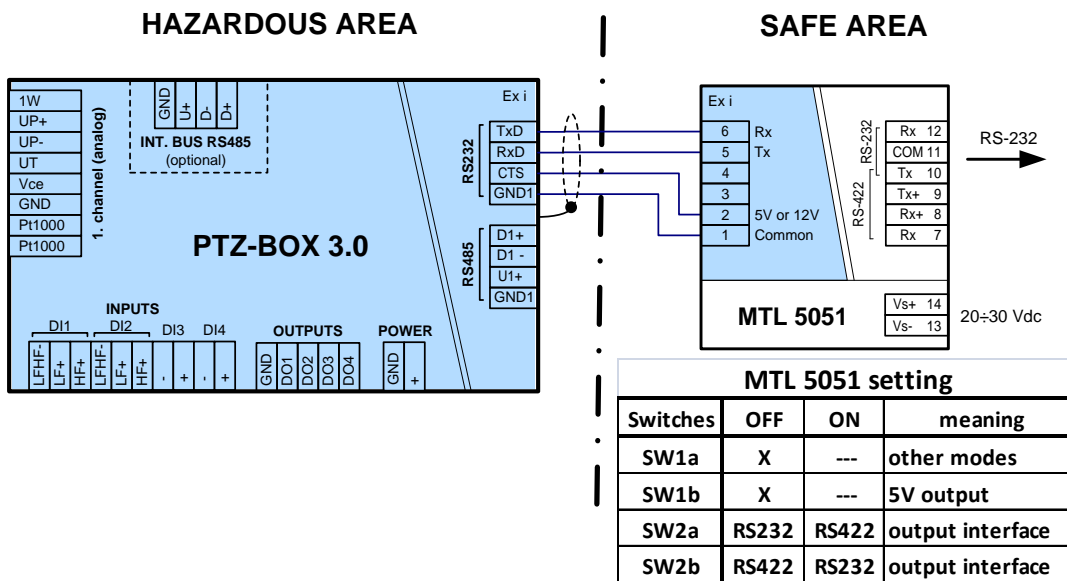 HAZARDOUS AREA
SAFE AREA
1W
UP+
UP-
UT
Vce
GND
Pt1000
Pt1000
1. channel (analog)
GND
U+
D-
D+
INT. BUS RS485
(optional)
PTZ-BOX 3.0
Ex i
RS232
TxD
RxD
CTS
GND1
RS485
D1+
D1 -
U1+
GND1
INPUTS
DI1
DI2
DI3
DI4
LFHF-
LF+
HF+
LFHF-
LF+
HF+
-
+
-
+
OUTPUTS
GND
DO1
DO2
DO3
DO4
POWER
GND
+
Ex i
6 Rx
5 Tx
4
3
2 5V or 12V
1 Common
RS-232
RS-422
Rx 12
COM 11
Tx 10
Tx+ 9
Rx+ 8
Rx 7
RS-232
MTL 5051
Vs+ 14
Vs- 13
20÷30 Vdc
MTL 5051 setting
Switches OFF ON meaning
SW1a X --- other modes
SW1b X --- 5V output
SW2a RS232 RS422 output interface
SW2b RS422 RS232 output interface